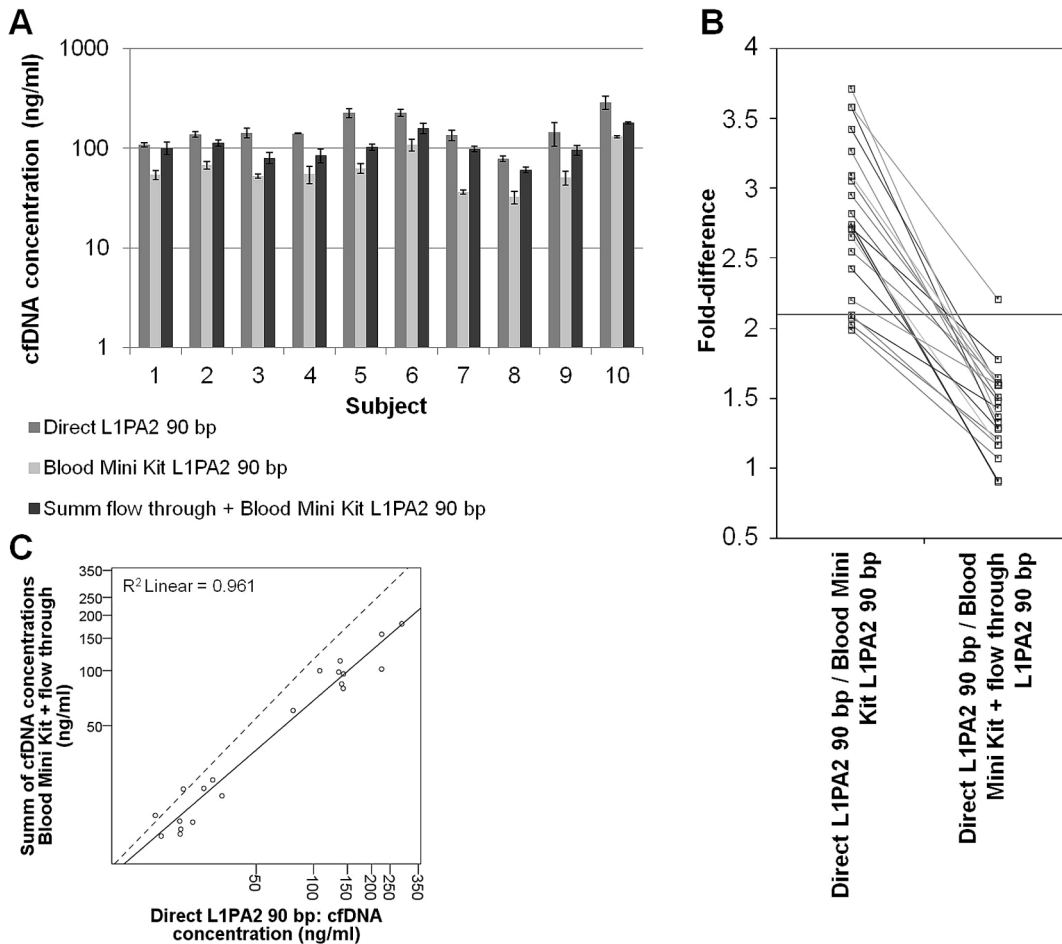 A
cfDNA concentration (ng/ml)
1000
100
10
1
1 2 3 4 5 6 7 8 9 10
Subject
Direct L1PA2 90 bp
Blood Mini Kit L1PA2 90 bp
Summ flow through + Blood Mini Kit L1PA2 90 bp
B
Fold-difference
4
3.5
3
2.5
2
1.5
1
0.5
Direct L1PA2 90 bp / Blood Mini
Kit L1PA2 90 bp
Direct L1PA2 90 bp / Blood
Mini Kit + flow through
L1PA2 90 bp
C
Summ of cfDNA concentrations
Blood Mini Kit + flow through
(ng/ml)
350
250
200
150
100
50
R² Linear = 0.961
50 100 150 200 250 350
Direct L1PA2 90 bp: cfDNA
concentration (ng/ml)